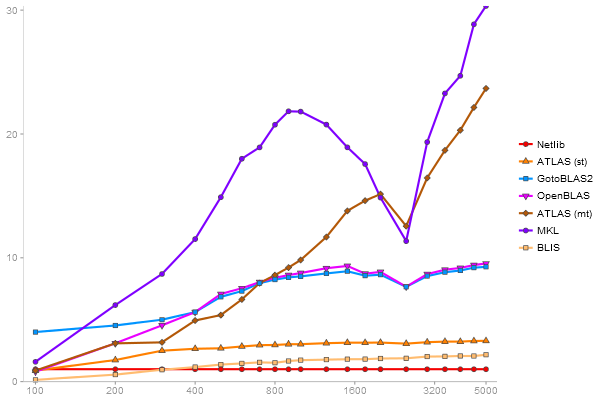 30
20
10
0
100 200 400 800 1600 3200 5000
Netlib
ATLAS (st)
GotoBLAS2
OpenBLAS
ATLAS (mt)
MKL
BLIS